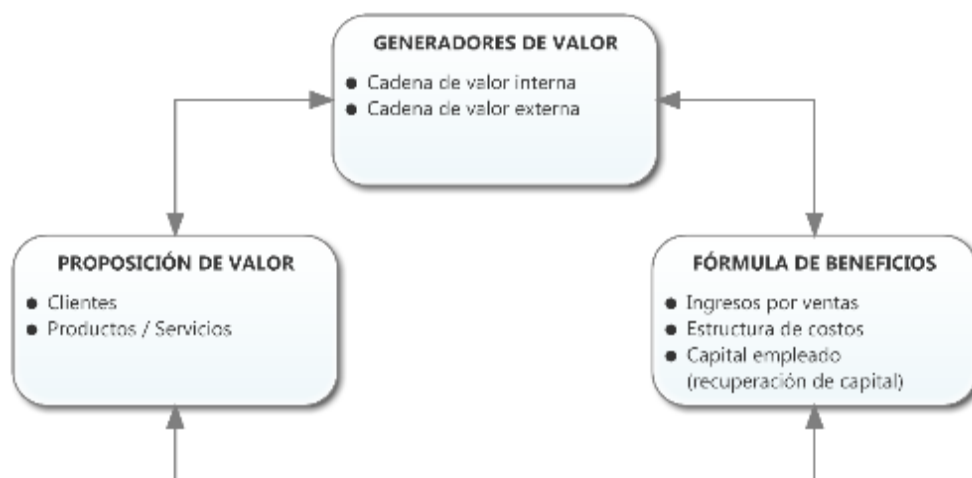 GENERADORES DE VALOR
● Cadena de valor interna
● Cadena de valor externa
PROPOSICIÓN DE VALOR
● Clientes
● Productos / Servicios
FÓRMULA DE BENEFICIOS
● Ingresos por ventas
● Estructura de costos
● Capital empleado
(recuperación de capital)